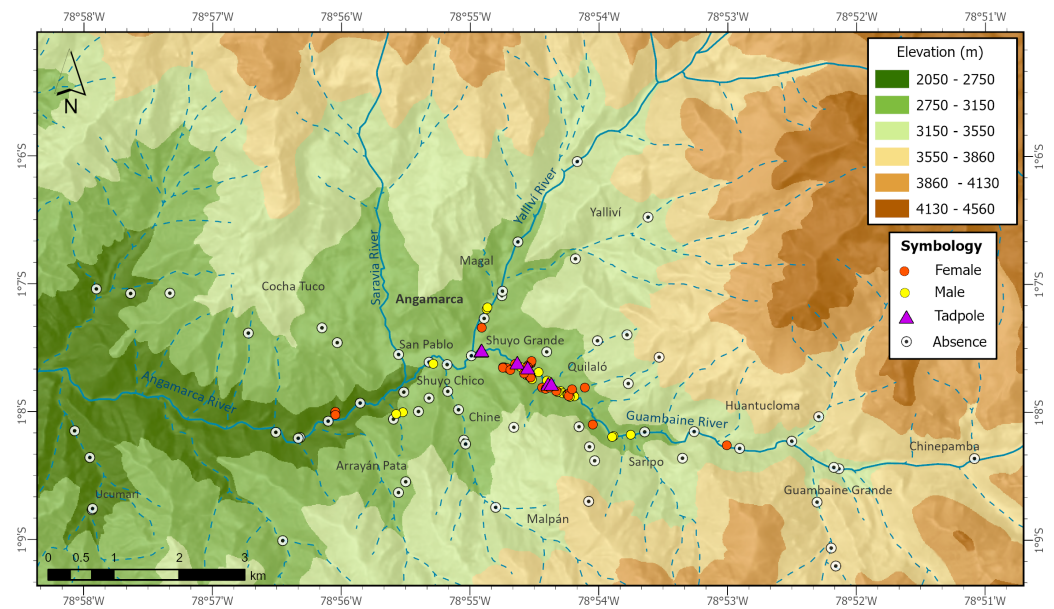 78°58'W 78°57'W 78°56'W 78°55'W 78°54'W 78°53'W 78°52'W 78°51'W
Elevation (m)
2050 - 2750
2750 - 3150
3150 - 3550
3550 - 3860
3860 - 4130
4130 - 4560
N
1°6'S
1°6'S
Yalliví River
Yalliví
Symbology
Female
Male
Tadpole
Absence
Saravia River
Magal
1°7'S
1°7'S
Cocha Tuco
Angamarca
San Pablo
Shuyo Grande
Quilaló
Shuyo Chico
Angamarca River
1°8'S
1°8'S
Chine
Guambaine River
Huantucloma
Chinepamba
Arrayán Pata
Saripo
Ucumari
Guambaine Grande
Malpán
1°9'S
1°9'S
0 0.5 1 2 3
km
78°58'W 78°57'W 78°56'W 78°55'W 78°54'W 78°53'W 78°52'W 78°51'W